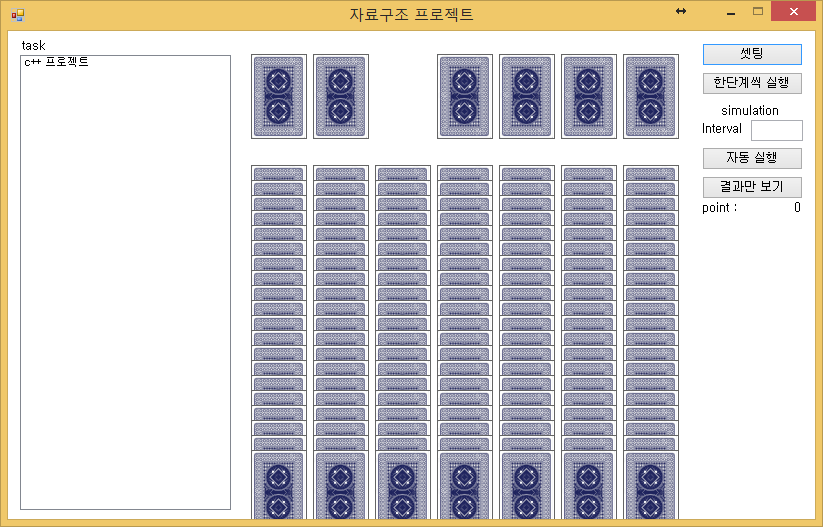 자료구조 프로젝트
task
c++ 프로젝트
셋팅
한단계씩 실행
simulation
Interval
자동 실행
결과만 보기
point : 0